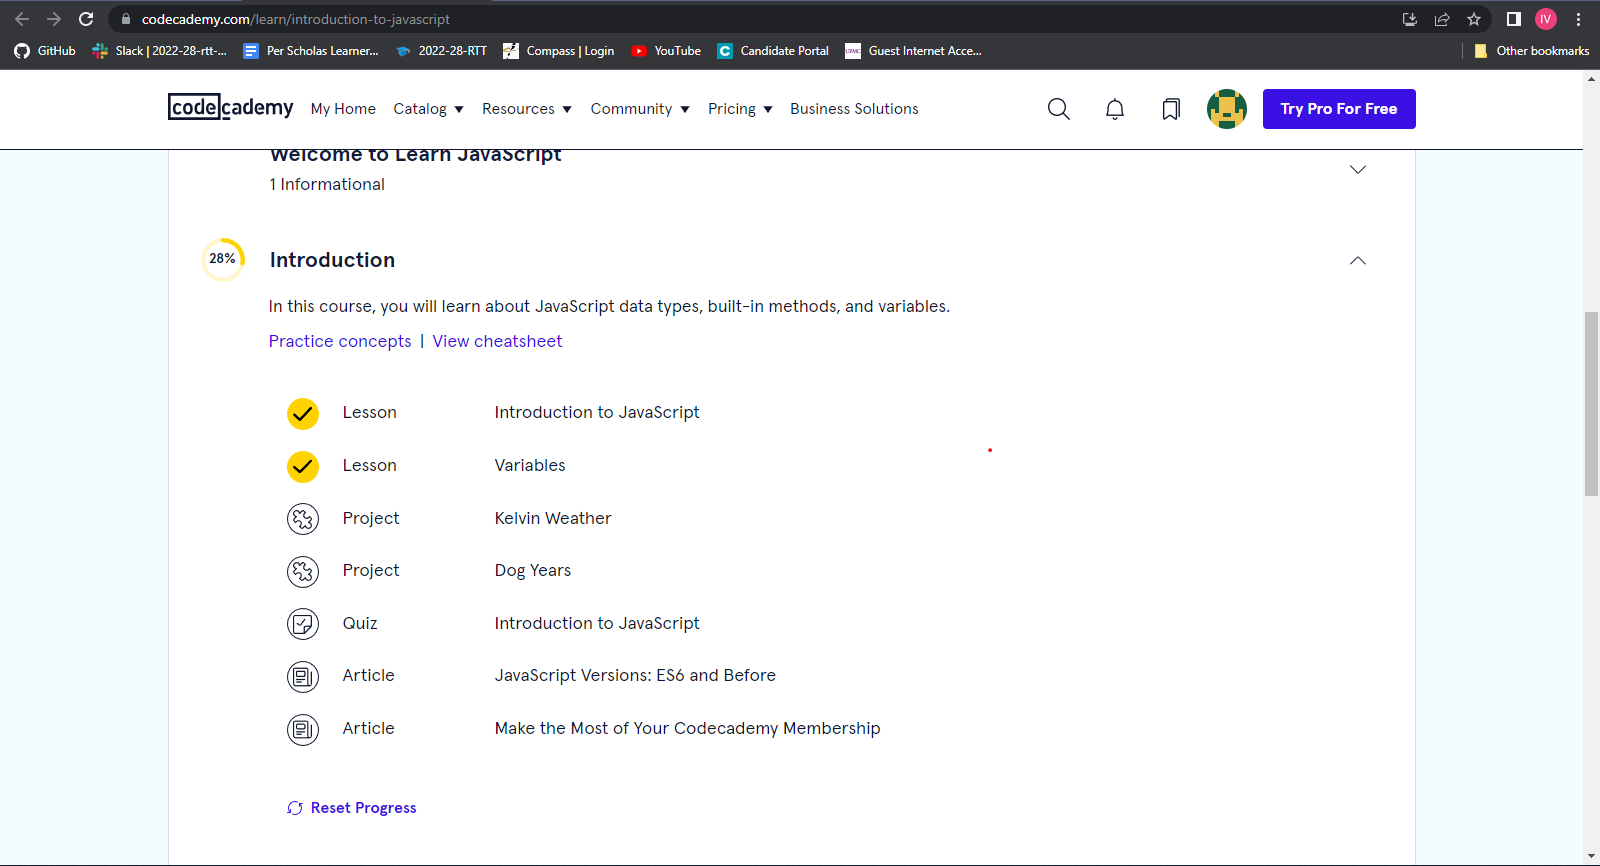 codecademy.com/learn/introduction-to-javascript
IV
GitHub
Slack | 2022-28-rtt-...
Per Scholas Learner...
2022-28-RTT
Compass | Login
YouTube
C
Candidate Portal
UPMC
Guest Internet Acce...
Other bookmarks
codecademy
My Home
Catalog
Resources
Community
Pricing
Business Solutions
Try Pro For Free
Welcome to Learn JavaScript
1 Informational
28%
Introduction
In this course, you will learn about JavaScript data types, built-in methods, and variables.
Practice concepts | View cheatsheet
Lesson Introduction to JavaScript
Lesson Variables
Project Kelvin Weather
Project Dog Years
Quiz Introduction to JavaScript
Article JavaScript Versions: ES6 and Before
Article Make the Most of Your Codecademy Membership
Reset Progress